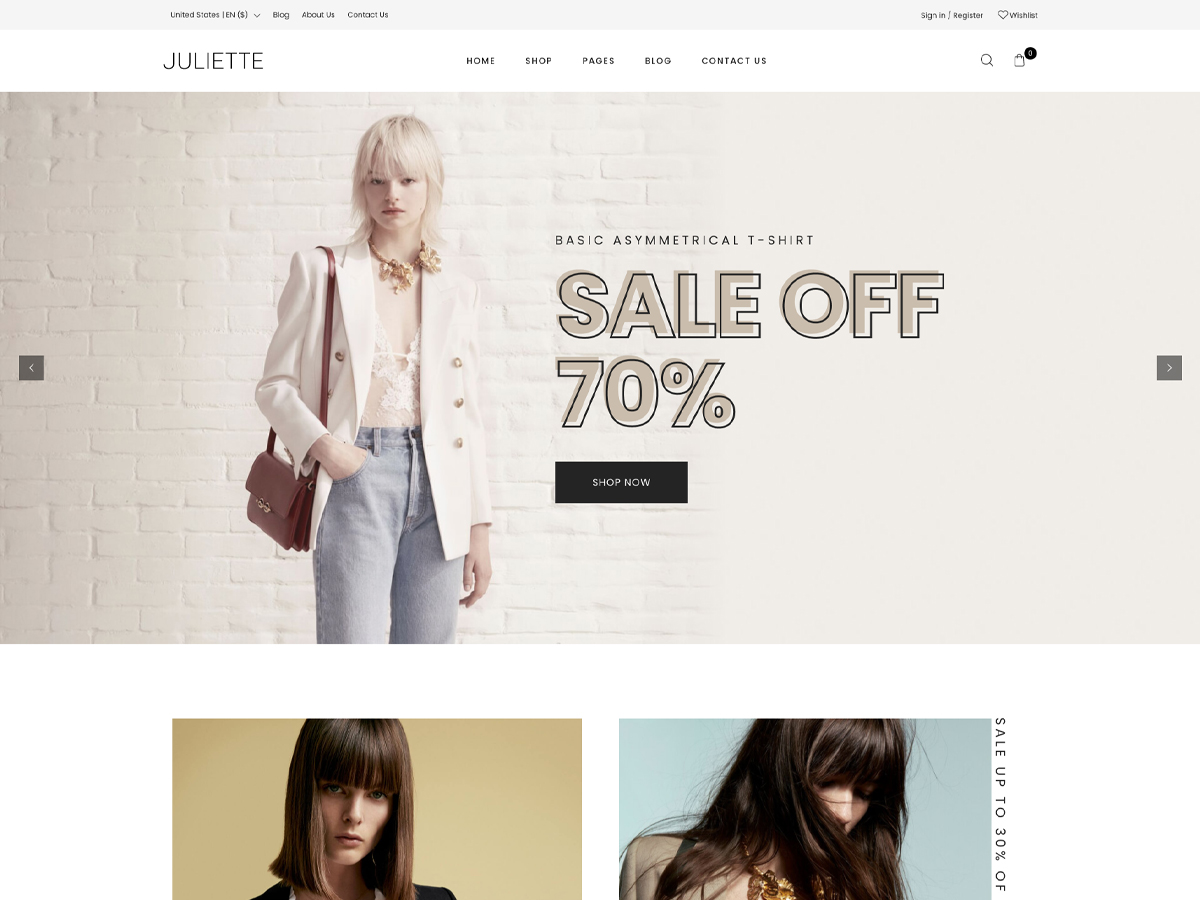 United States | EN ($) Blog About Us Contact Us
Sign in / Register Wishlist
JULIETTE
HOME SHOP PAGES BLOG CONTACT US
0
BASIC ASYMMETRICAL T-SHIRT
SALE OFF
70%
SHOP NOW
SALE UP TO 30% OF